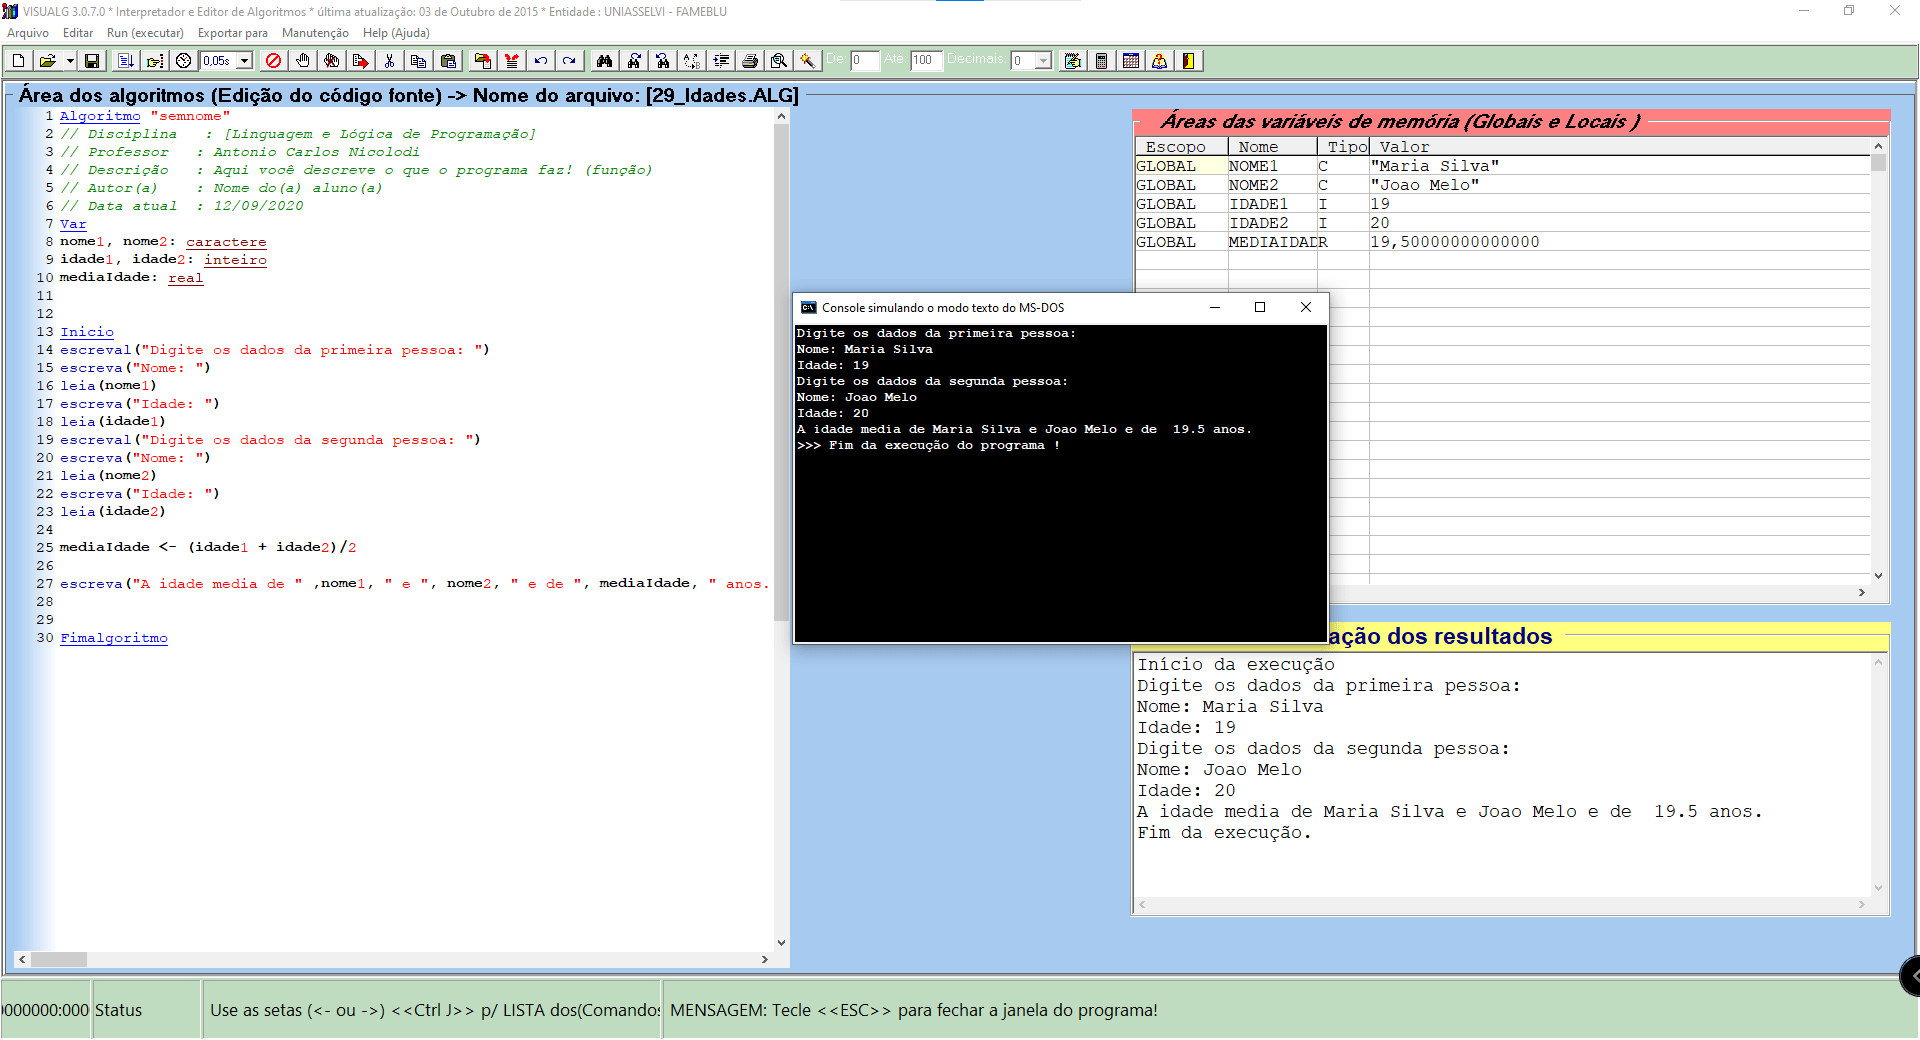 VISUALG 3.0.7.0 * Interpretador e Editor de Algoritmos * última atualização: 03 de Outubro de 2015 * Entidade : UNIASSELVI - FAMEBLU
Arquivo Editar Run (executar) Exportar para Manutenção Help (Ajuda)
0,05s De: 0 Até: 100 Decimais: 0
Área dos algoritmos (Edição do código fonte) -> Nome do arquivo: [29_Idades.ALG]
1 Algoritmo "semnome"
2 // Disciplina : [Linguagem e Lógica de Programação]
3 // Professor : Antonio Carlos Nicolodi
4 // Descrição : Aqui você descreve o que o programa faz! (função)
5 // Autor(a) : Nome do(a) aluno(a)
6 // Data atual : 12/09/2020
7 Var
8 nome1, nome2: caractere
9 idade1, idade2: inteiro
10 mediaIdade: real
11
12
13 Inicio
14 escreval("Digite os dados da primeira pessoa: ")
15 escreva("Nome: ")
16 leia(nome1)
17 escreva("Idade: ")
18 leia(idade1)
19 escreval("Digite os dados da segunda pessoa: ")
20 escreva("Nome: ")
21 leia(nome2)
22 escreva("Idade: ")
23 leia(idade2)
24
25 mediaIdade <- (idade1 + idade2)/2
26
27 escreva("A idade media de " ,nome1, " e ", nome2, " e de ", mediaIdade, " anos.
28
29
30 Fimalgoritmo
Áreas das variáveis de memória (Globais e Locais )
Escopo Nome Tipo Valor
GLOBAL NOME1 C "Maria Silva"
GLOBAL NOME2 C "Joao Melo"
GLOBAL IDADE1 I 19
GLOBAL IDADE2 I 20
GLOBAL MEDIAIDADR 19,50000000000000
Console simulando o modo texto do MS-DOS
Digite os dados da primeira pessoa:
Nome: Maria Silva
Idade: 19
Digite os dados da segunda pessoa:
Nome: Joao Melo
Idade: 20
A idade media de Maria Silva e Joao Melo e de  19.5 anos.
>>> Fim da execução do programa !
ação dos resultados
Início da execução
Digite os dados da primeira pessoa:
Nome: Maria Silva
Idade: 19
Digite os dados da segunda pessoa:
Nome: Joao Melo
Idade: 20
A idade media de Maria Silva e Joao Melo e de  19.5 anos.
Fim da execução.
0000000:000 Status Use as setas (<- ou ->) <<Ctrl J>> p/ LISTA dos(Comandos MENSAGEM: Tecle <<ESC>> para fechar a janela do programa!